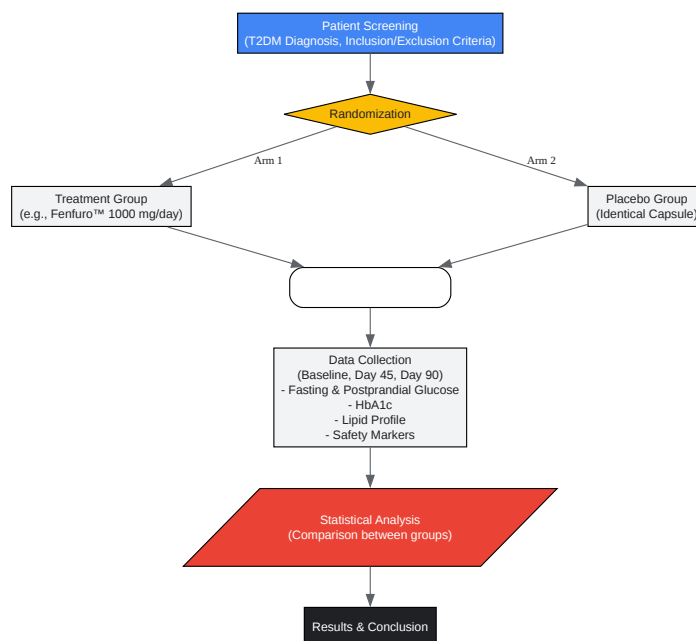 Patient Screening
(T2DM Diagnosis, Inclusion/Exclusion Criteria)
Randomization
Arm 1
Arm 2
Treatment Group
(e.g., Fenfuro™ 1000 mg/day)
Placebo Group
(Identical Capsule)
Data Collection
(Baseline, Day 45, Day 90)
- Fasting & Postprandial Glucose
- HbA1c
- Lipid Profile
- Safety Markers
Statistical Analysis
(Comparison between groups)
Results & Conclusion